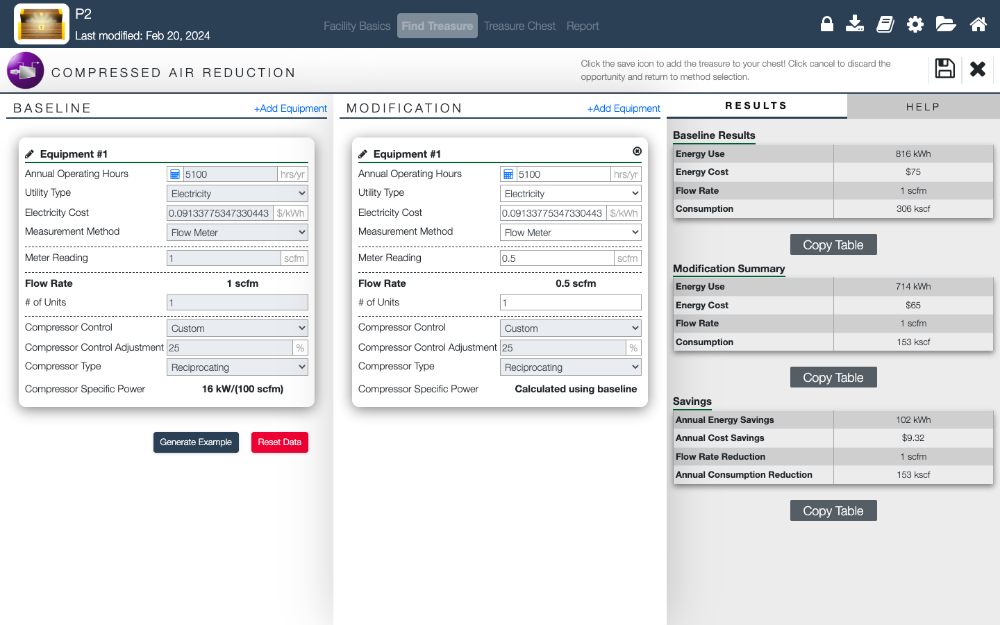 P2
Last modified: Feb 20, 2024
Facility Basics
Find Treasure
Treasure Chest
Report
COMPRESSED AIR REDUCTION
Click the save icon to add the treasure to your chest! Click cancel to discard the
opportunity and return to method selection.
BASELINE
+Add Equipment
Equipment #1
Annual Operating Hours 5100 hrs/yr
Utility Type Electricity
Electricity Cost 0.09133775347330443 $/kWh
Measurement Method Flow Meter
Meter Reading 1 scfm
Flow Rate 1 scfm
# of Units 1
Compressor Control Custom
Compressor Control Adjustment 25 %
Compressor Type Reciprocating
Compressor Specific Power 16 kW/(100 scfm)
Generate Example
Reset Data
MODIFICATION
+Add Equipment
Equipment #1
Annual Operating Hours 5100 hrs/yr
Utility Type Electricity
Electricity Cost 0.09133775347330443 $/kWh
Measurement Method Flow Meter
Meter Reading 0.5 scfm
Flow Rate 0.5 scfm
# of Units 1
Compressor Control Custom
Compressor Control Adjustment 25 %
Compressor Type Reciprocating
Compressor Specific Power Calculated using baseline
RESULTS
HELP
Baseline Results
Energy Use 816 kWh
Energy Cost $75
Flow Rate 1 scfm
Consumption 306 kscf
Copy Table
Modification Summary
Energy Use 714 kWh
Energy Cost $65
Flow Rate 1 scfm
Consumption 153 kscf
Copy Table
Savings
Annual Energy Savings 102 kWh
Annual Cost Savings $9.32
Flow Rate Reduction 1 scfm
Annual Consumption Reduction 153 kscf
Copy Table